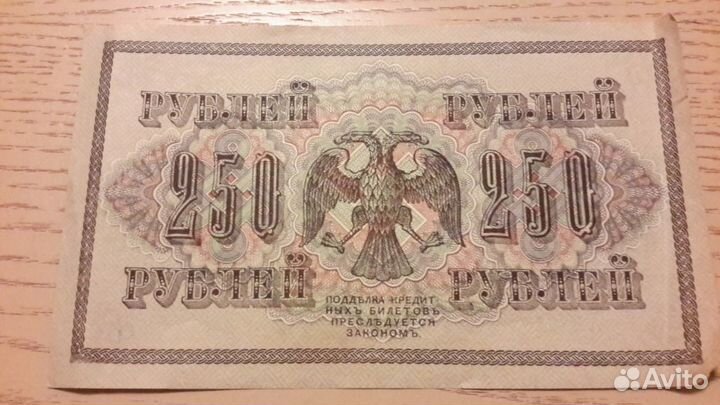 РУБЛЕЙ РУБЛЕЙ
250 250
РУБЛЕЙ РУБЛЕЙ
ПОДДѢЛКА КРЕДИТ
НЫХЪ БИЛЕТОВЪ
ПРЕСЛѢДУЕТСЯ
ЗАКОНОМЪ.
Avito